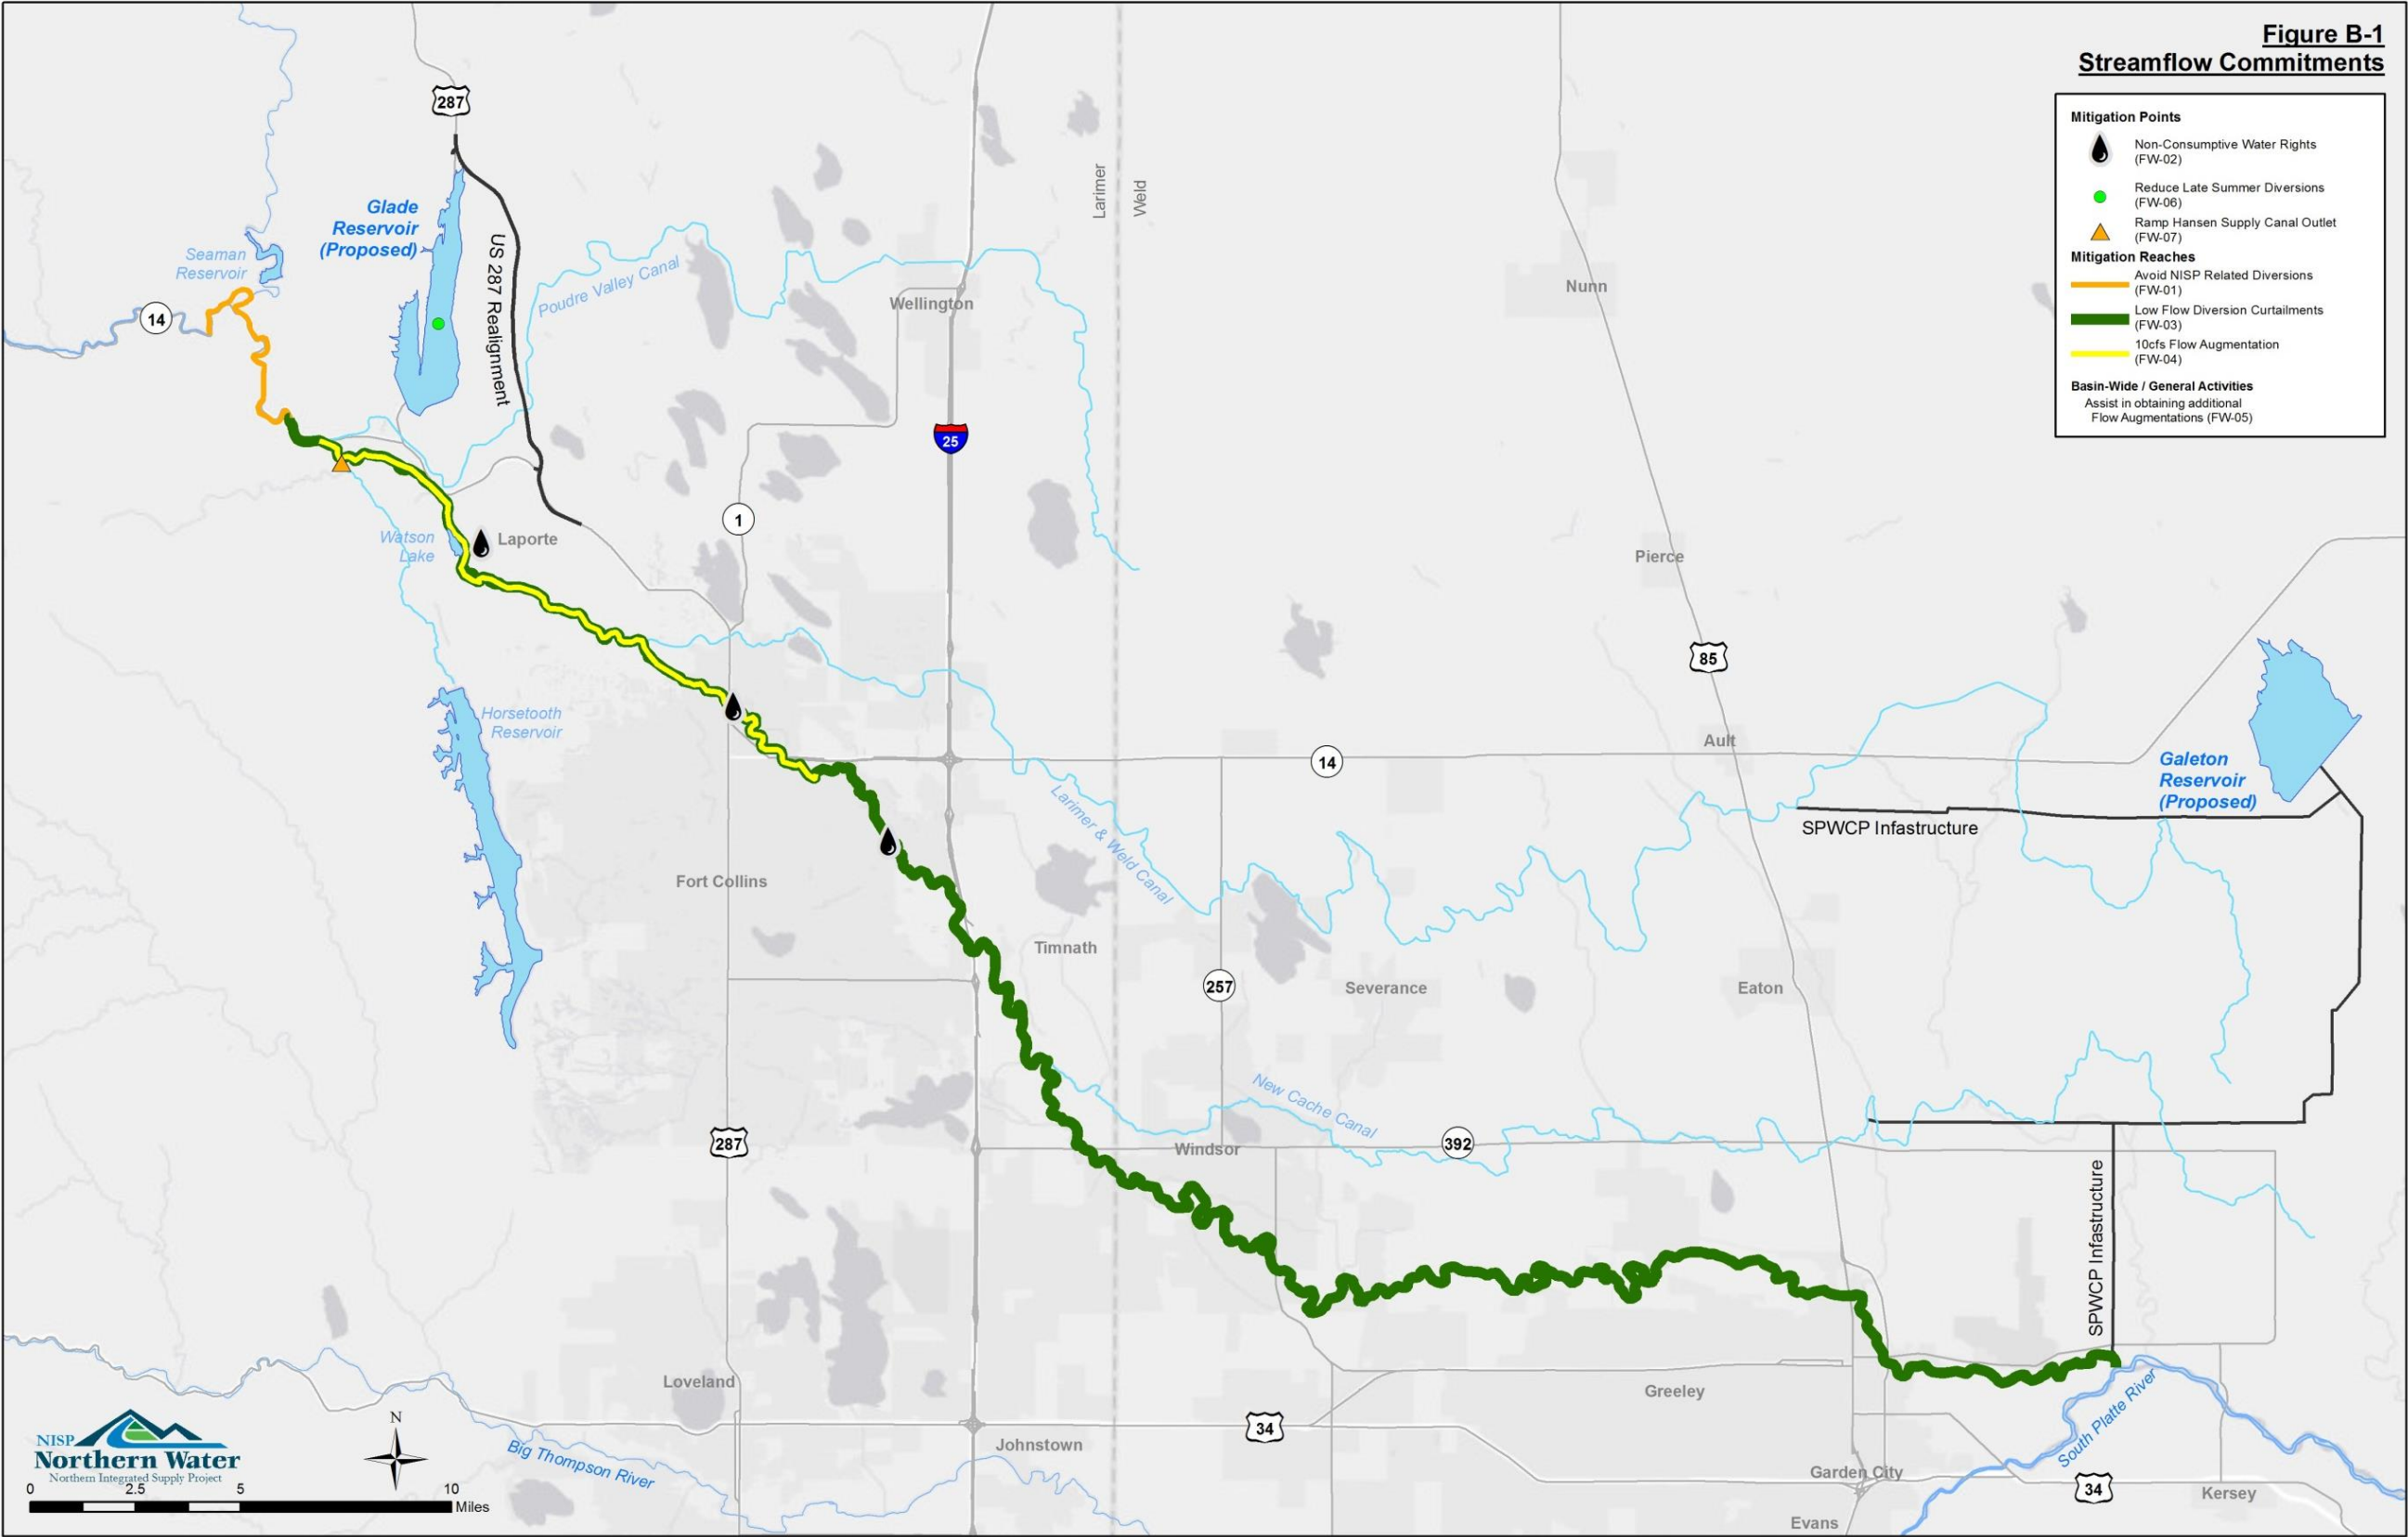 Figure B-1
Streamflow Commitments
Mitigation Points
Non-Consumptive Water Rights
(FW-02)
Reduce Late Summer Diversions
(FW-06)
Ramp Hansen Supply Canal Outlet
(FW-07)
Mitigation Reaches
Avoid NISP Related Diversions
(FW-01)
Low Flow Diversion Curtailments
(FW-03)
10cfs Flow Augmentation
(FW-04)
Basin-Wide / General Activities
Assist in obtaining additional
Flow Augmentations (FW-05)
287
Larimer
Weld
Glade
Reservoir
(Proposed)
Seaman
Reservoir
US 287 Realignment
Poudre Valley Canal
14
Wellington
Nunn
25
1
Watson
Lake
Laporte
Pierce
85
Horsetooth
Reservoir
Ault
14
Galeton
Reservoir
(Proposed)
Larimer & Weld Canal
SPWCP Infastructure
Fort Collins
Timnath
257
Severance
Eaton
New Cache Canal
287
Windsor
392
SPWCP Infastructure
Loveland
Greeley
South Platte River
34
Johnstown
Big Thompson River
Garden City
34
Kersey
Evans
N
NISP
Northern Water
Northern Integrated Supply Project
0 2.5 5 10
Miles